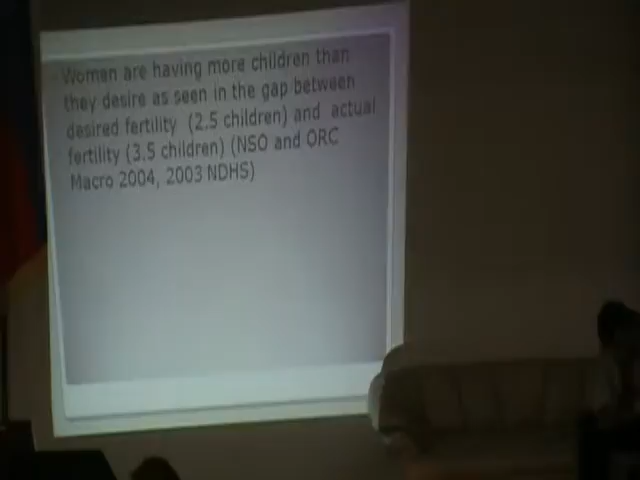 Women are having more children than
they desire as seen in the gap between
desired fertility (2.5 children) and actual
fertility (3.5 children) (NSO and ORC
Macro 2004, 2003 NDHS)